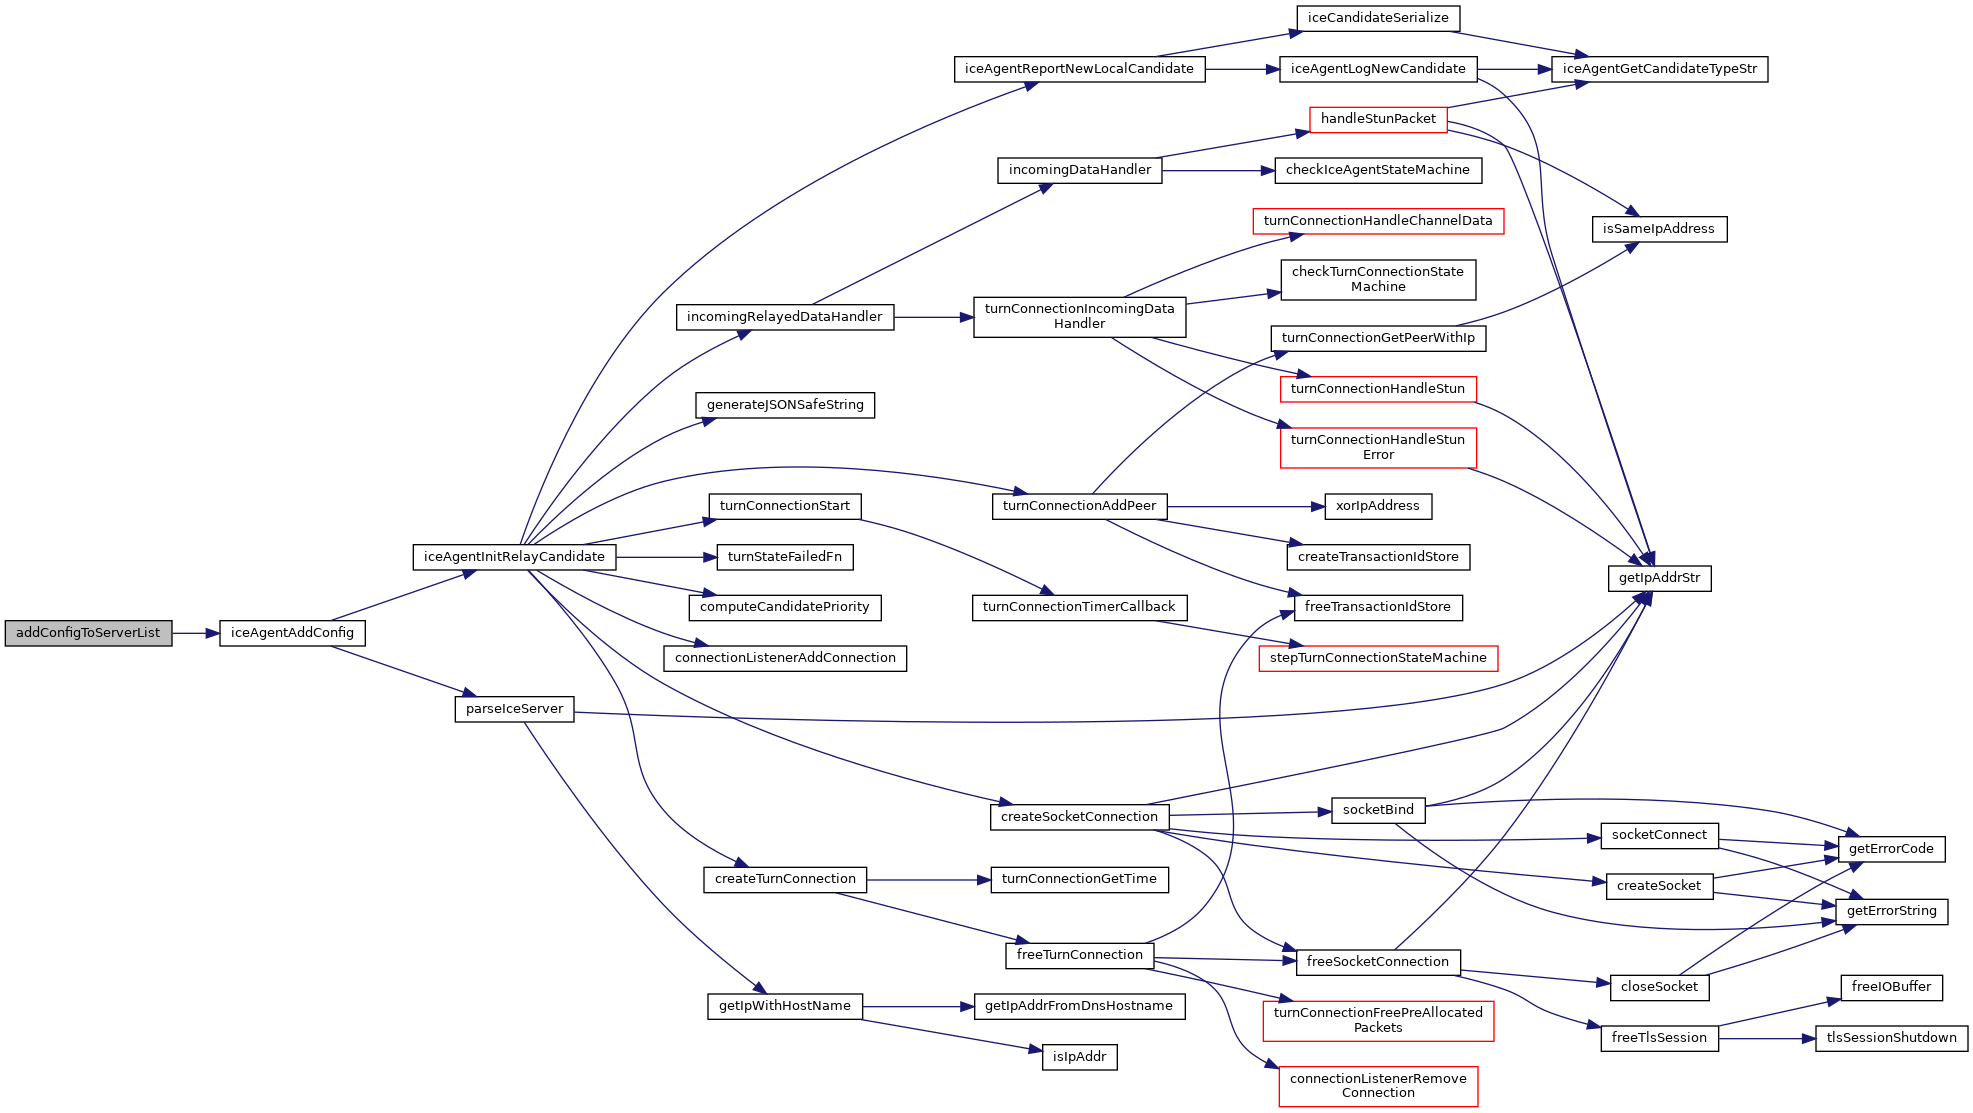 addConfigToServerList
iceAgentAddConfig
iceAgentInitRelayCandidate
parseIceServer
incomingRelayedDataHandler
generateJSONSafeString
turnConnectionStart
turnStateFailedFn
computeCandidatePriority
connectionListenerAddConnection
createTurnConnection
getIpWithHostName
iceAgentReportNewLocalCandidate
incomingDataHandler
turnConnectionIncomingData
Handler
turnConnectionAddPeer
turnConnectionTimerCallback
createSocketConnection
turnConnectionGetTime
freeTurnConnection
getIpAddrFromDnsHostname
isIpAddr
iceCandidateSerialize
iceAgentLogNewCandidate
handleStunPacket
checkIceAgentStateMachine
turnConnectionHandleChannelData
checkTurnConnectionState
Machine
turnConnectionGetPeerWithIp
turnConnectionHandleStun
turnConnectionHandleStun
Error
xorIpAddress
createTransactionIdStore
freeTransactionIdStore
stepTurnConnectionStateMachine
socketBind
freeSocketConnection
turnConnectionFreePreAllocated
Packets
connectionListenerRemove
Connection
iceAgentGetCandidateTypeStr
isSameIpAddress
getIpAddrStr
socketConnect
createSocket
closeSocket
freeTlsSession
getErrorCode
getErrorString
freeIOBuffer
tlsSessionShutdown